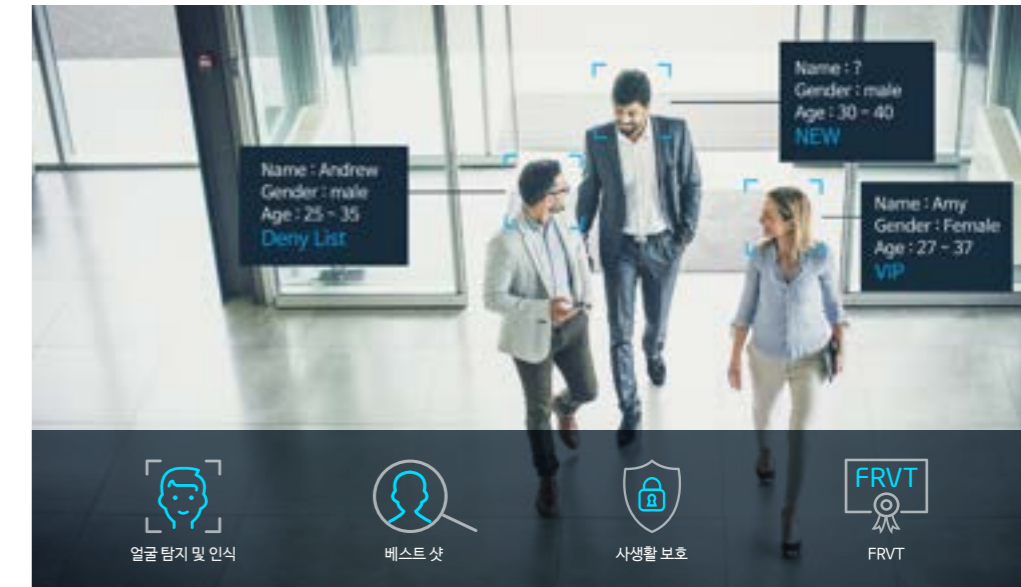 Name : ?
Gender : male
Age : 30 ~ 40
NEW
Name : Andrew
Gender : male
Age : 25 ~ 35
Deny List
Name : Amy
Gender : Female
Age : 27 ~ 37
VIP
FRVT
얼굴 탐지 및 인식
베스트 샷
사생활 보호
FRVT